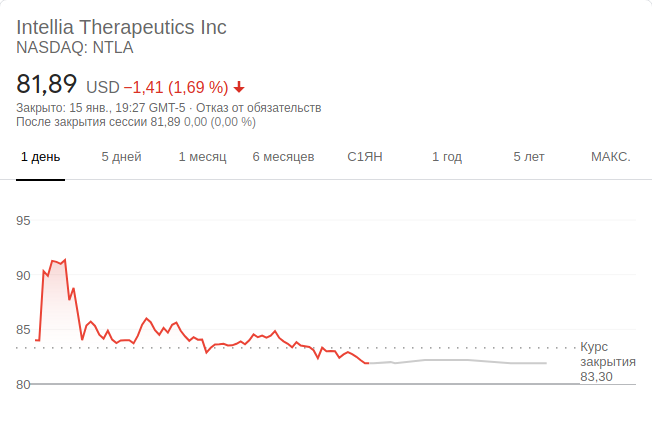 Intellia Therapeutics Inc
NASDAQ: NTLA
81,89 USD −1,41 (1,69 %)
Закрыто: 15 янв., 19:27 GMT-5 · Отказ от обязательств
После закрытия сессии 81,89 0,00 (0,00 %)
1 день 5 дней 1 месяц 6 месяцев С1ЯН 1 год 5 лет МАКС.
95
90
85
80
Курс
закрытия
83,30